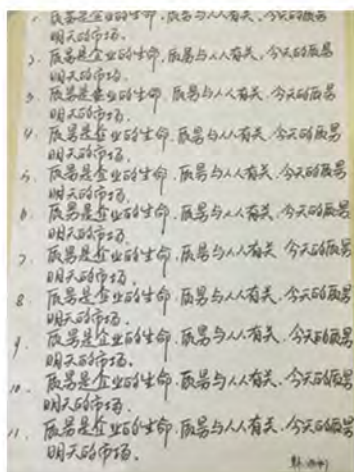 1. 质量是企业的生命,质量与人人有关,今天的质量
明天的市场.
2. 质量是企业的生命,质量与人人有关,今天的质量
明天的市场.
3. 质量是企业的生命,质量与人人有关,今天的质量
明天的市场.
4. 质量是企业的生命,质量与人人有关,今天的质量
明天的市场.
5. 质量是企业的生命,质量与人人有关,今天的质量
明天的市场.
6. 质量是企业的生命,质量与人人有关,今天的质量
明天的市场.
7. 质量是企业的生命,质量与人人有关,今天的质量
明天的市场.
8. 质量是企业的生命,质量与人人有关,今天的质量
明天的市场.
9. 质量是企业的生命,质量与人人有关,今天的质量
明天的市场.
10. 质量是企业的生命,质量与人人有关,今天的质量
明天的市场.
11. 质量是企业的生命,质量与人人有关,今天的质量
明天的市场.